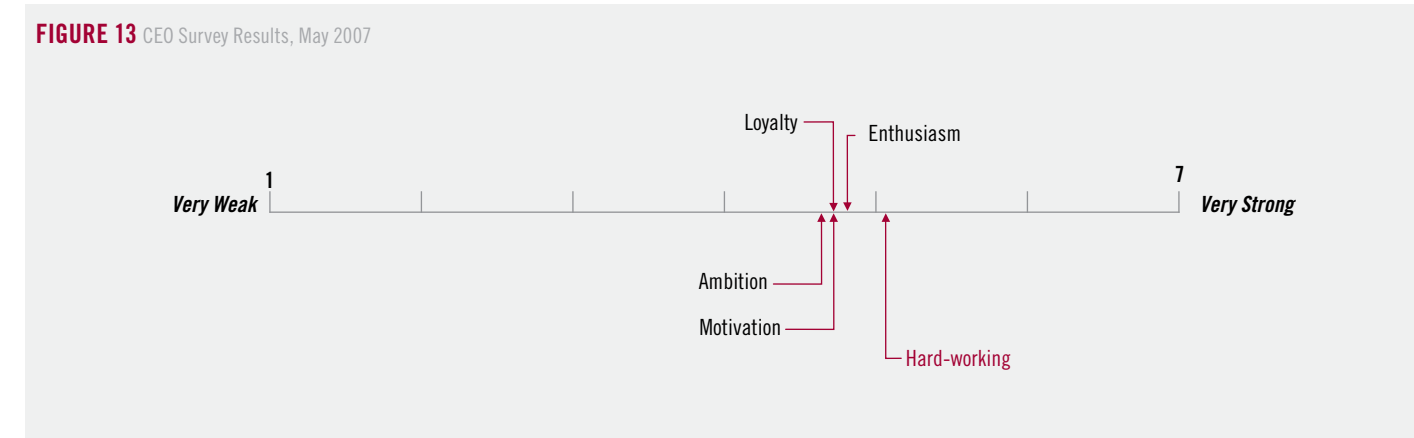 FIGURE 13 CEO Survey Results, May 2007
Loyalty
Enthusiasm
1
7
Very Weak
Very Strong
Ambition
Motivation
Hard-working